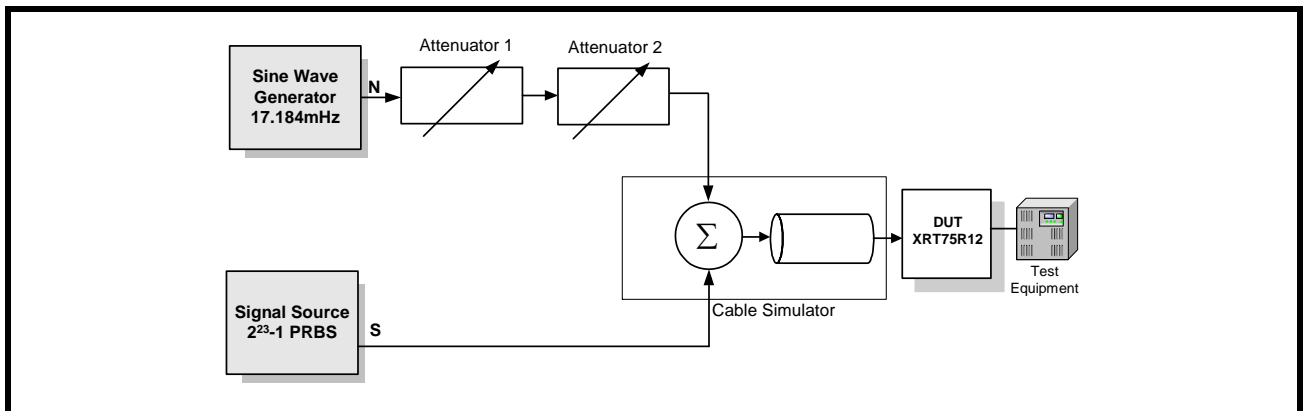 Attenuator 1
Attenuator 2
Sine Wave
Generator
17.184mHz
N
Σ
DUT
XRT75R12
Test
Equipment
Cable Simulator
Signal Source
2²³-1 PRBS
S